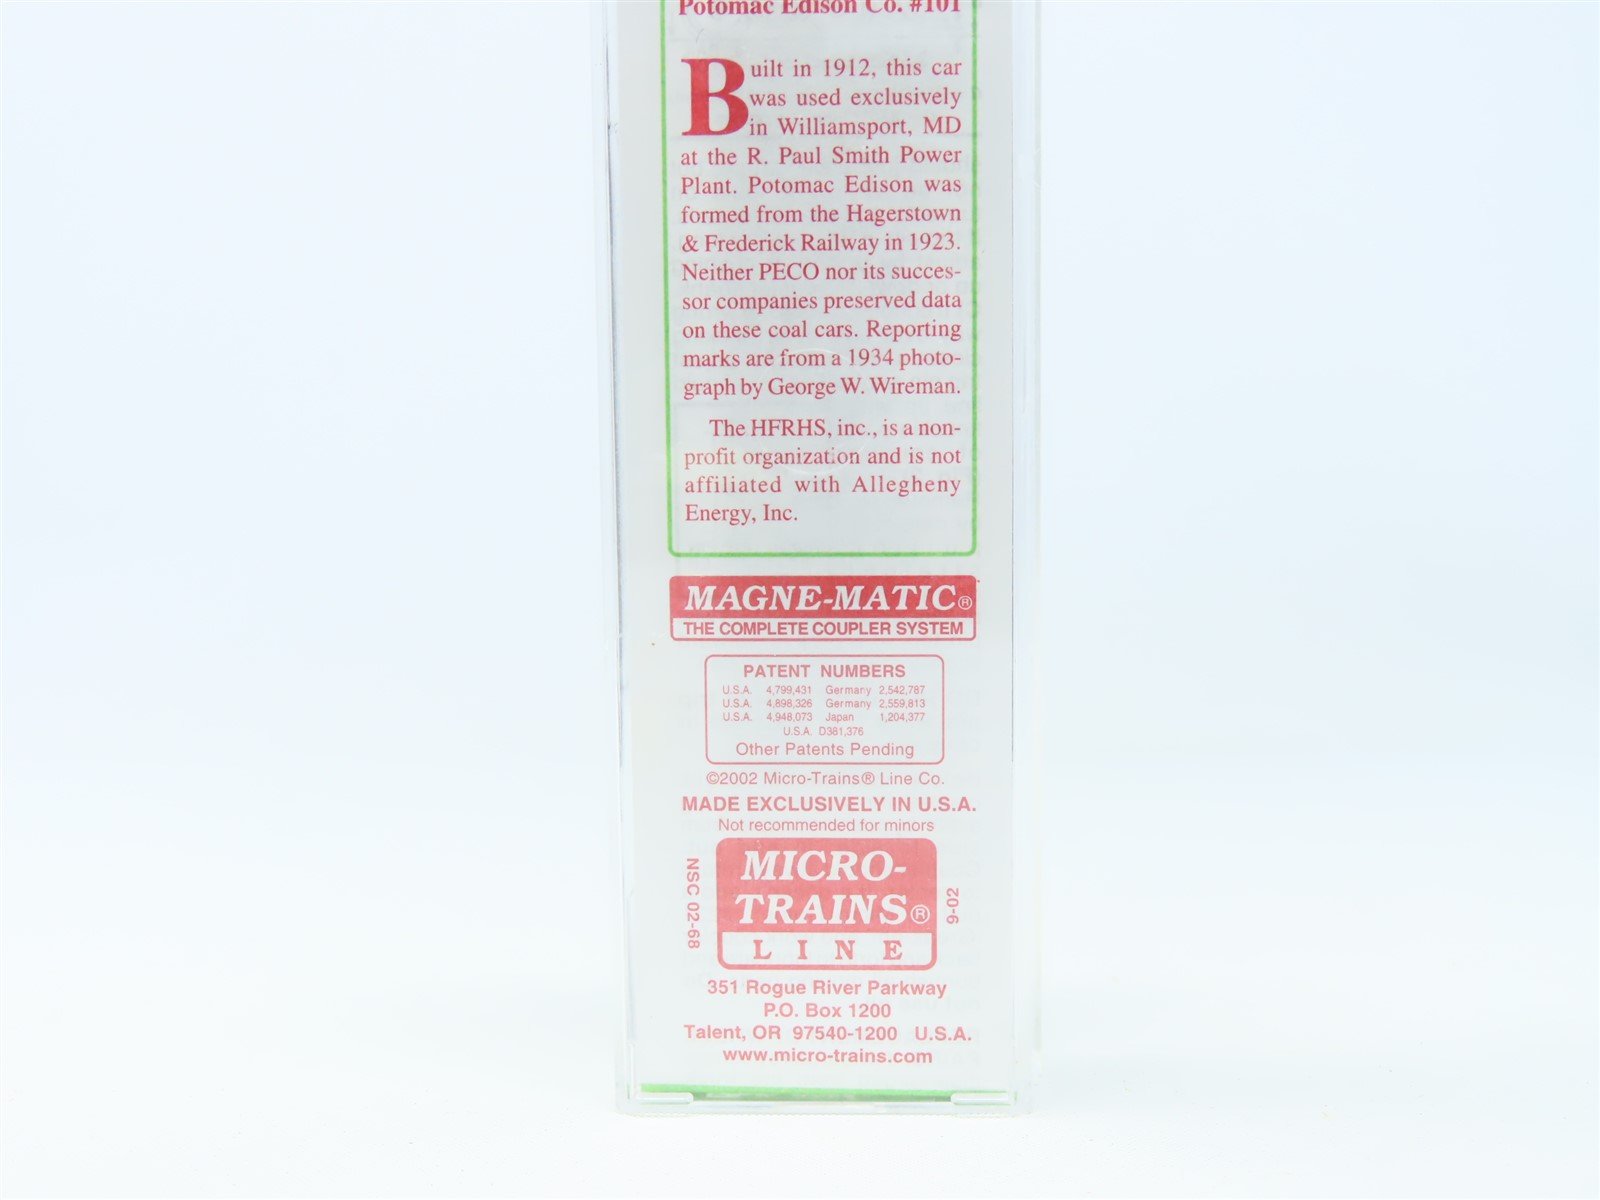 Potomac Edison Co. #101
Built in 1912, this car
was used exclusively
in Williamsport, MD
at the R. Paul Smith Power
Plant. Potomac Edison was
formed from the Hagerstown
& Frederick Railway in 1923.
Neither PECO nor its succes-
sor companies preserved data
on these coal cars. Reporting
marks are from a 1934 photo-
graph by George W. Wireman.
The HFRHS, inc., is a non-
profit organization and is not
affiliated with Allegheny
Energy, Inc.
MAGNE-MATIC®
THE COMPLETE COUPLER SYSTEM
PATENT NUMBERS
U.S.A. 4,799,431 Germany 2,542,787
U.S.A. 4,898,326 Germany 2,559,813
U.S.A. 4,948,073 Japan 1,204,377
U.S.A. D381,376
Other Patents Pending
©2002 Micro-Trains® Line Co.
MADE EXCLUSIVELY IN U.S.A.
Not recommended for minors
NSC 02-68
MICRO-
TRAINS®
LINE
9-02
351 Rogue River Parkway
P.O. Box 1200
Talent, OR 97540-1200 U.S.A.
www.micro-trains.com